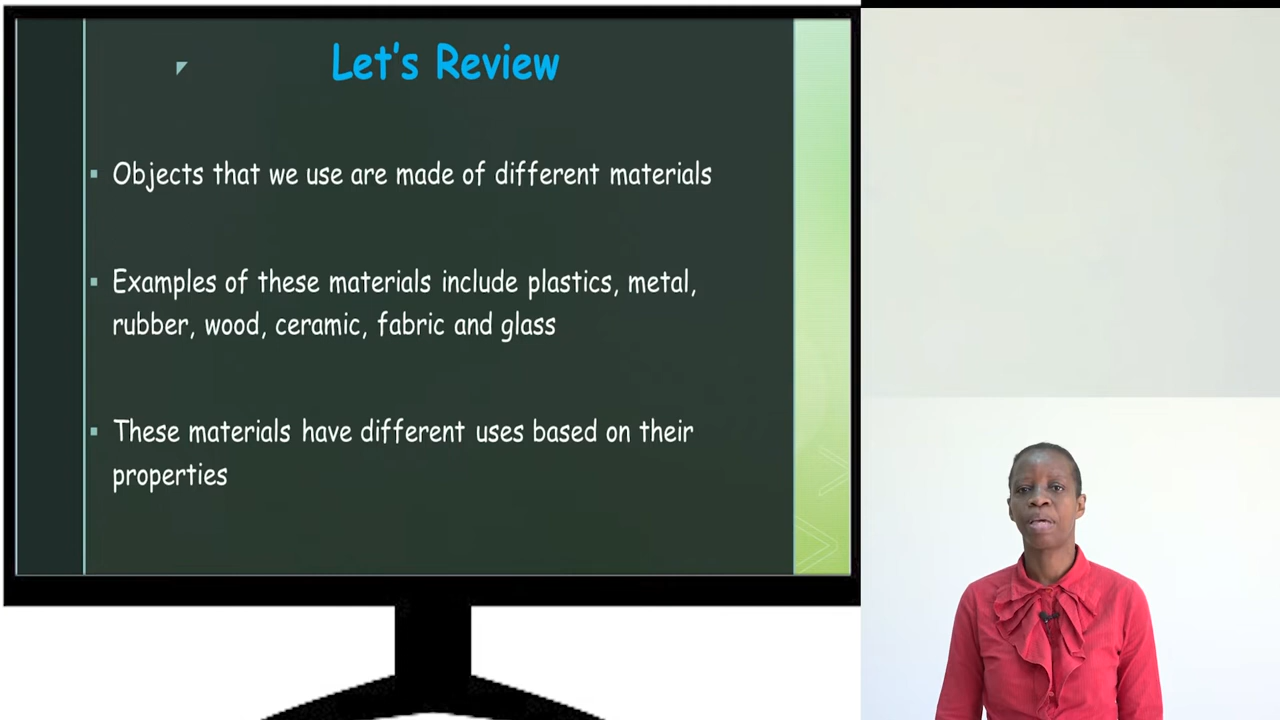 Let's Review
Objects that we use are made of different materials
Examples of these materials include plastics, metal,
rubber, wood, ceramic, fabric and glass
These materials have different uses based on their
properties